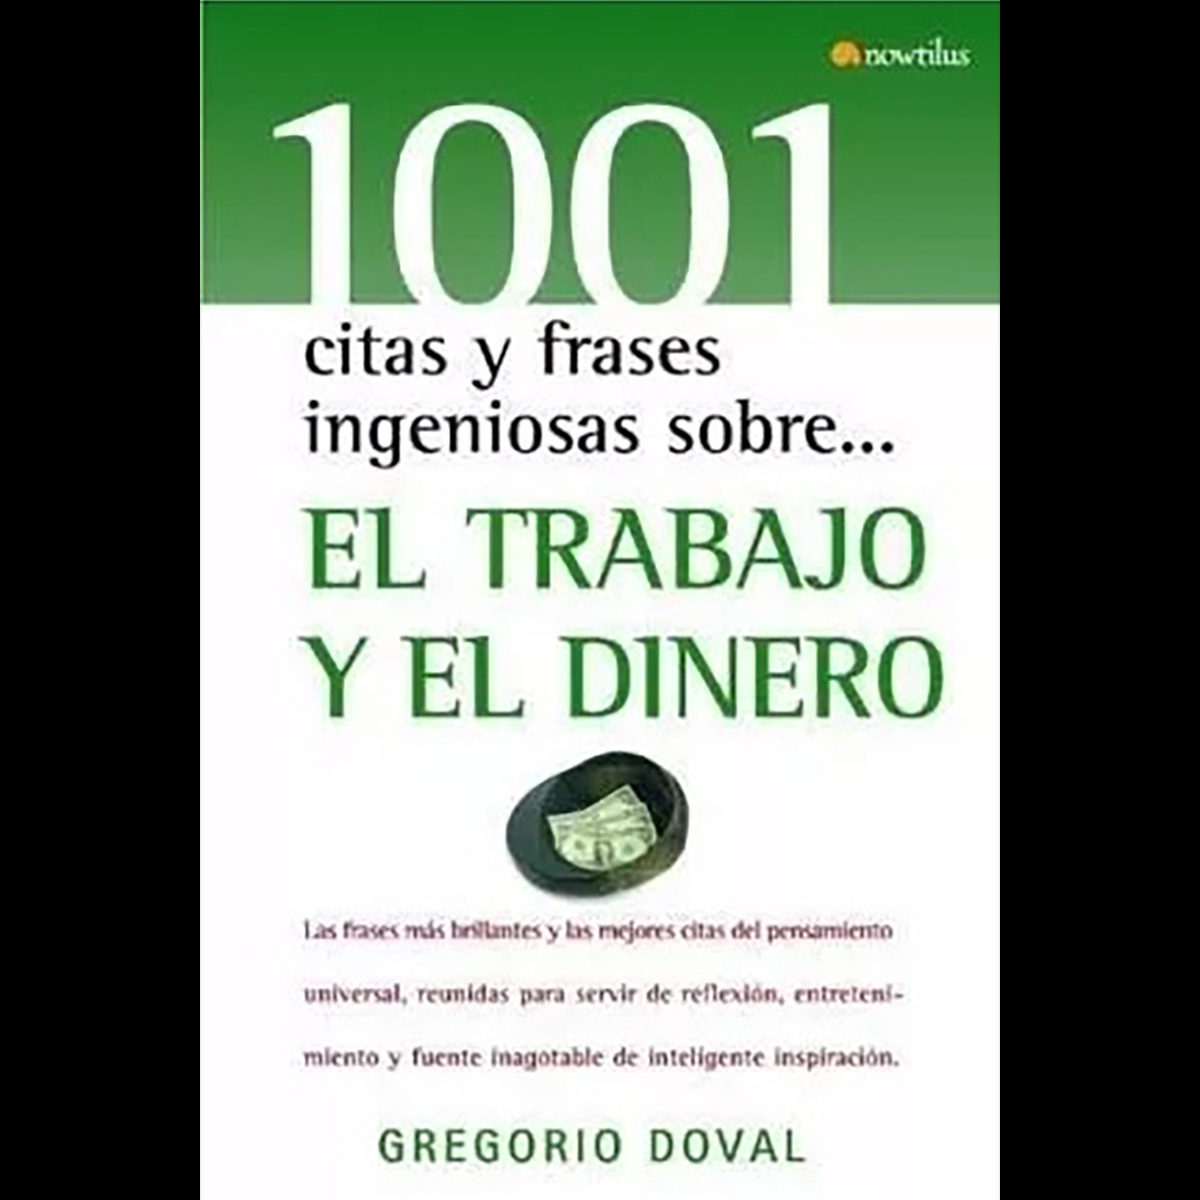 nowtilus
1001
citas y frases
ingeniosas sobre...
EL TRABAJO
Y EL DINERO
Las frases más brillantes y las mejores citas del pensamiento
universal, reunidas para servir de reflexión, entreteni-
miento y fuente inagotable de inteligente inspiración.
GREGORIO DOVAL